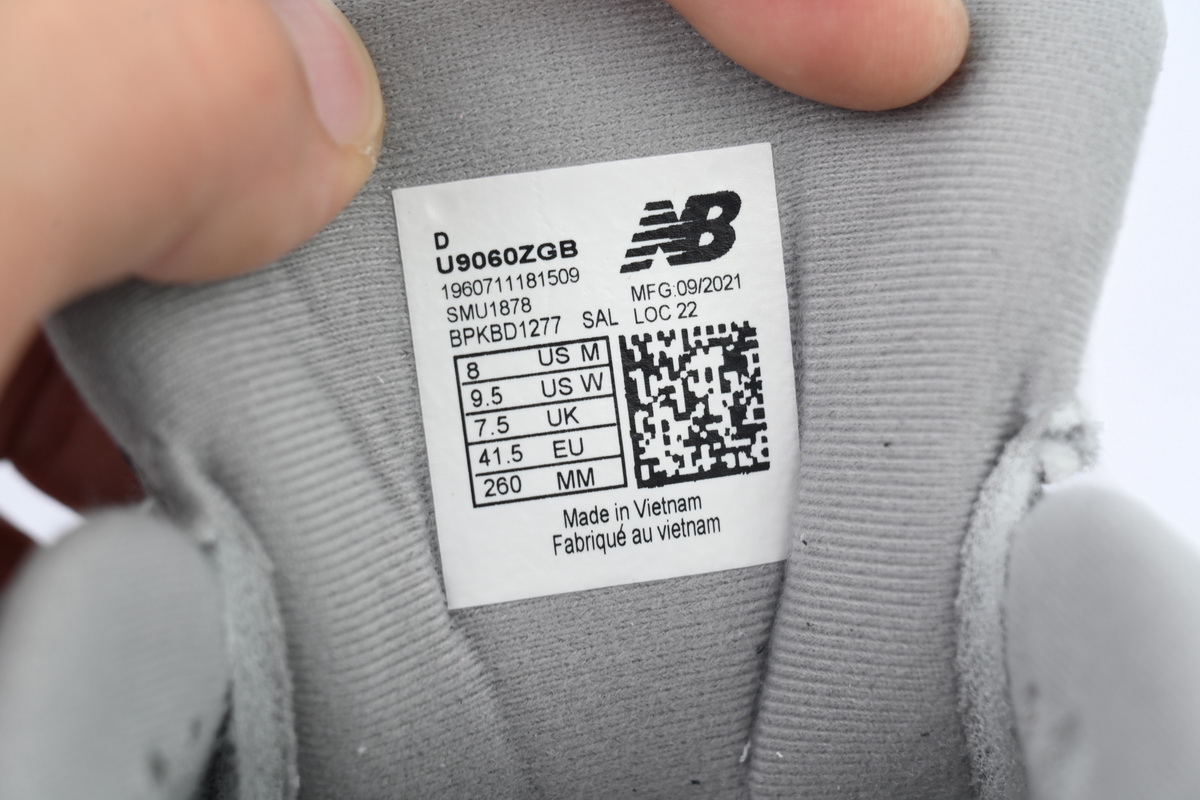 NB
D
U9060ZGB
1960711181509
SMU1878
BPKBD1277 SAL
MFG:09/2021
LOC 22
8 US M
9.5 US W
7.5 UK
41.5 EU
260 MM
Made in Vietnam
Fabriqué au vietnam